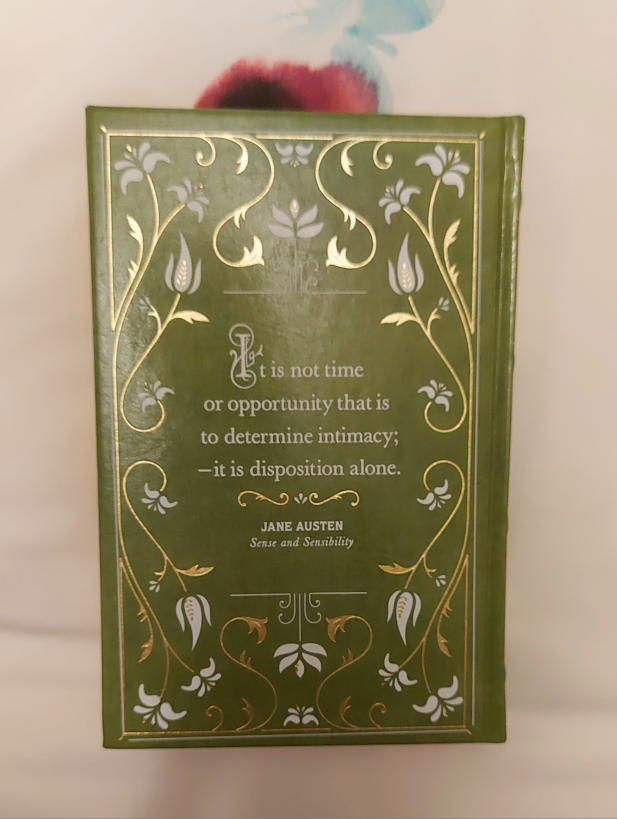 It is not time
or opportunity that is
to determine intimacy;
—it is disposition alone.
JANE AUSTEN
Sense and Sensibility